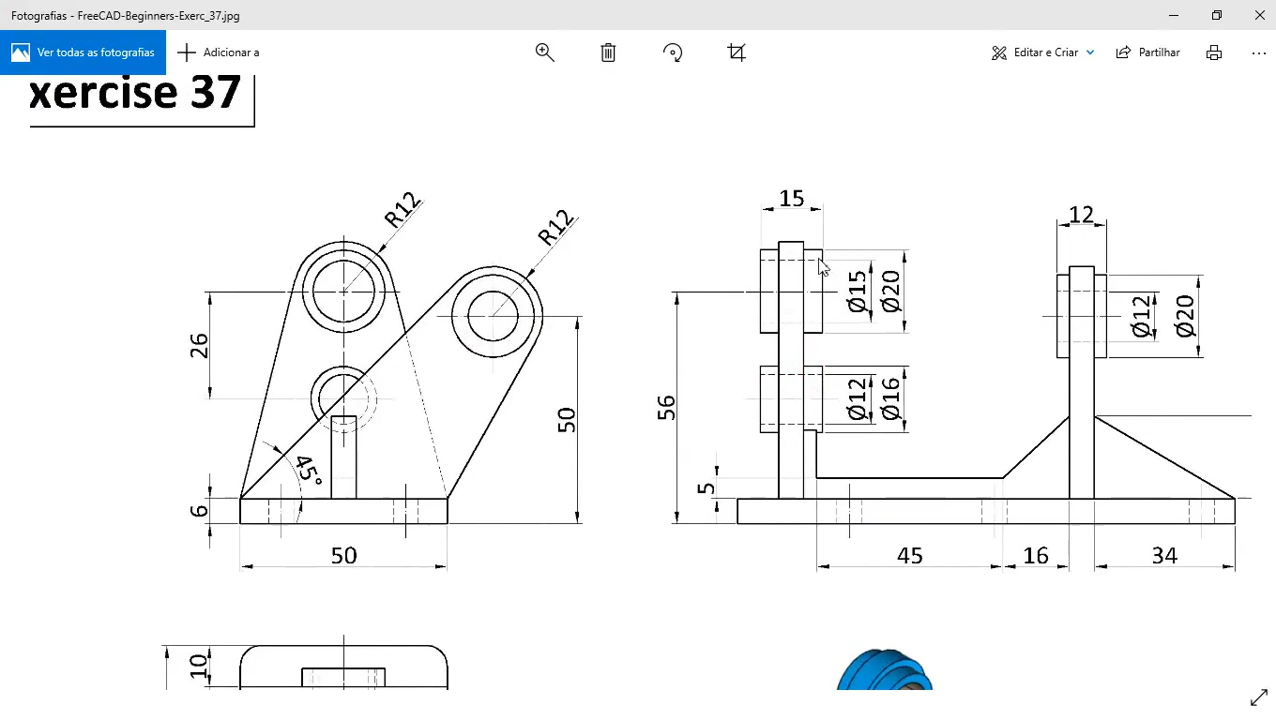 Fotografias - FreeCAD-Beginners-Exerc_37.jpg
Ver todas as fotografias
Adicionar a
Editar e Criar
Partilhar
xercise 37
R12
R12
26
45°
50
6
50
10
15
12
Ø15
Ø20
Ø12
Ø20
56
Ø12
Ø16
5
45
16
34